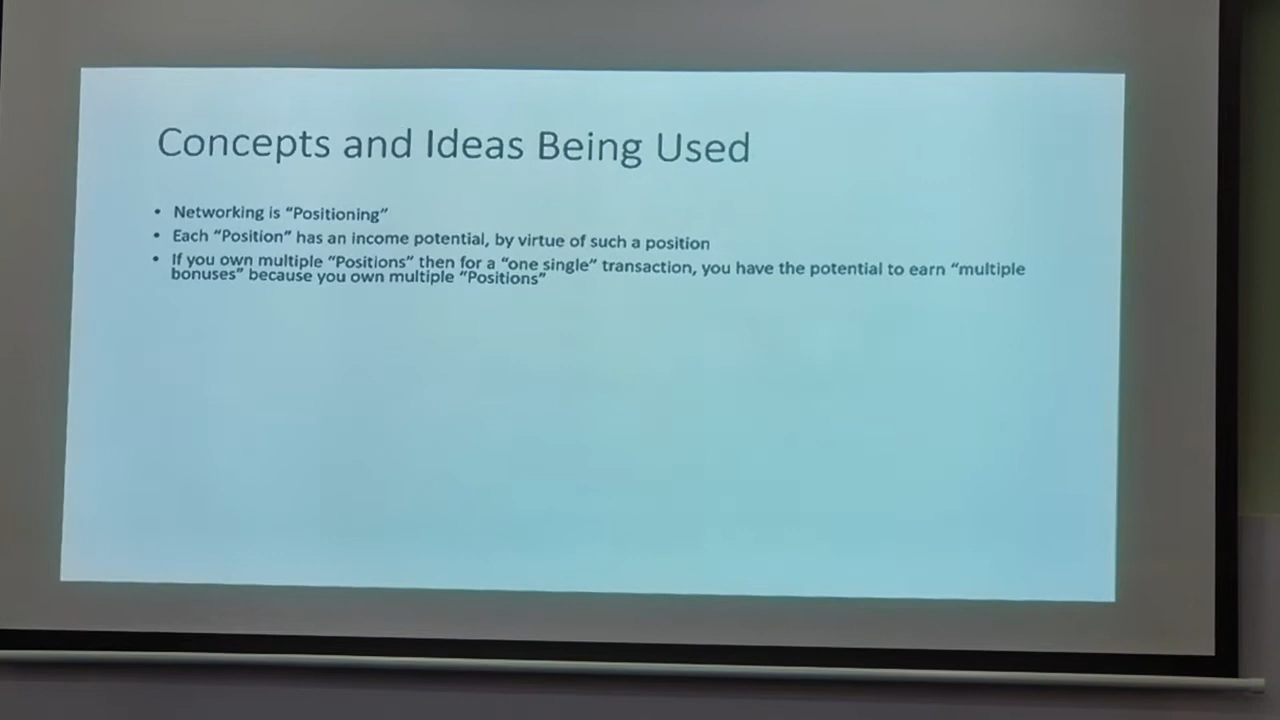 Concepts and Ideas Being Used
• Networking is “Positioning”
• Each “Position” has an income potential, by virtue of such a position
• If you own multiple “Positions” then for a “one single” transaction, you have the potential to earn “multiple
bonuses” because you own multiple “Positions”